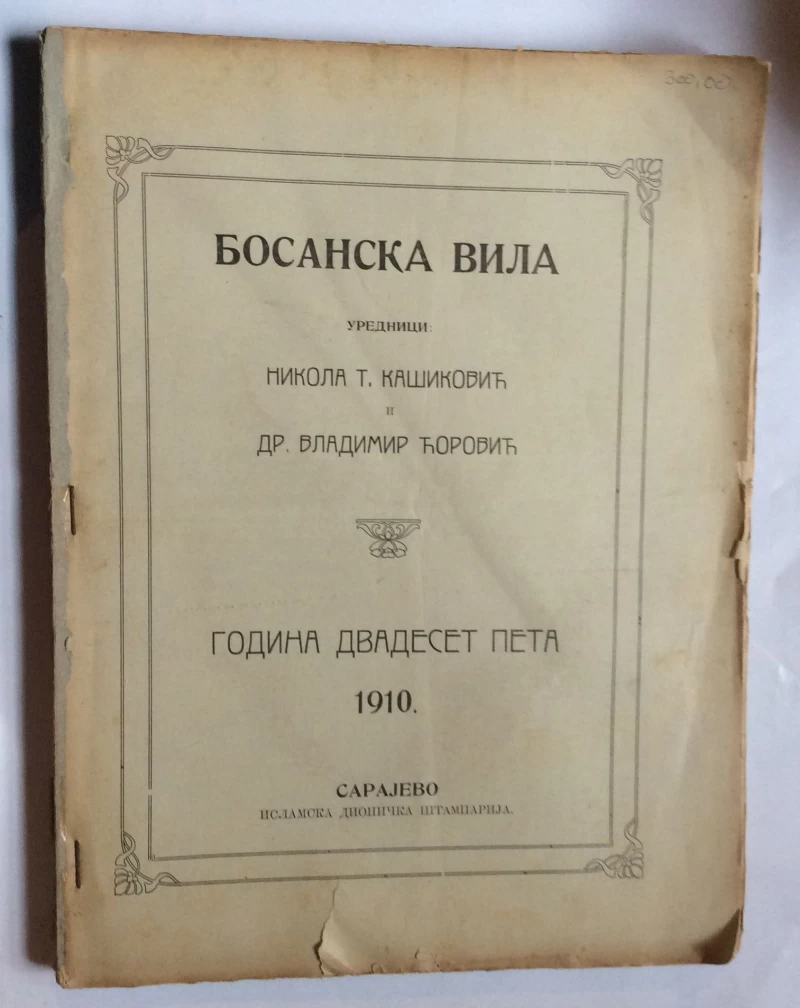 300,00
БОСАНСКА ВИЛА
УРЕДНИЦИ:
НИКОЛА Т. КАШИКОВИЋ
И
ДР. ВЛАДИМИР ЋОРОВИЋ
ГОДИНА ДВАДЕСЕТ ПЕТА
1910.
САРАЈЕВО
ИСЛАМСКА ДИОНИЧКА ШТАМПАРИЈА.